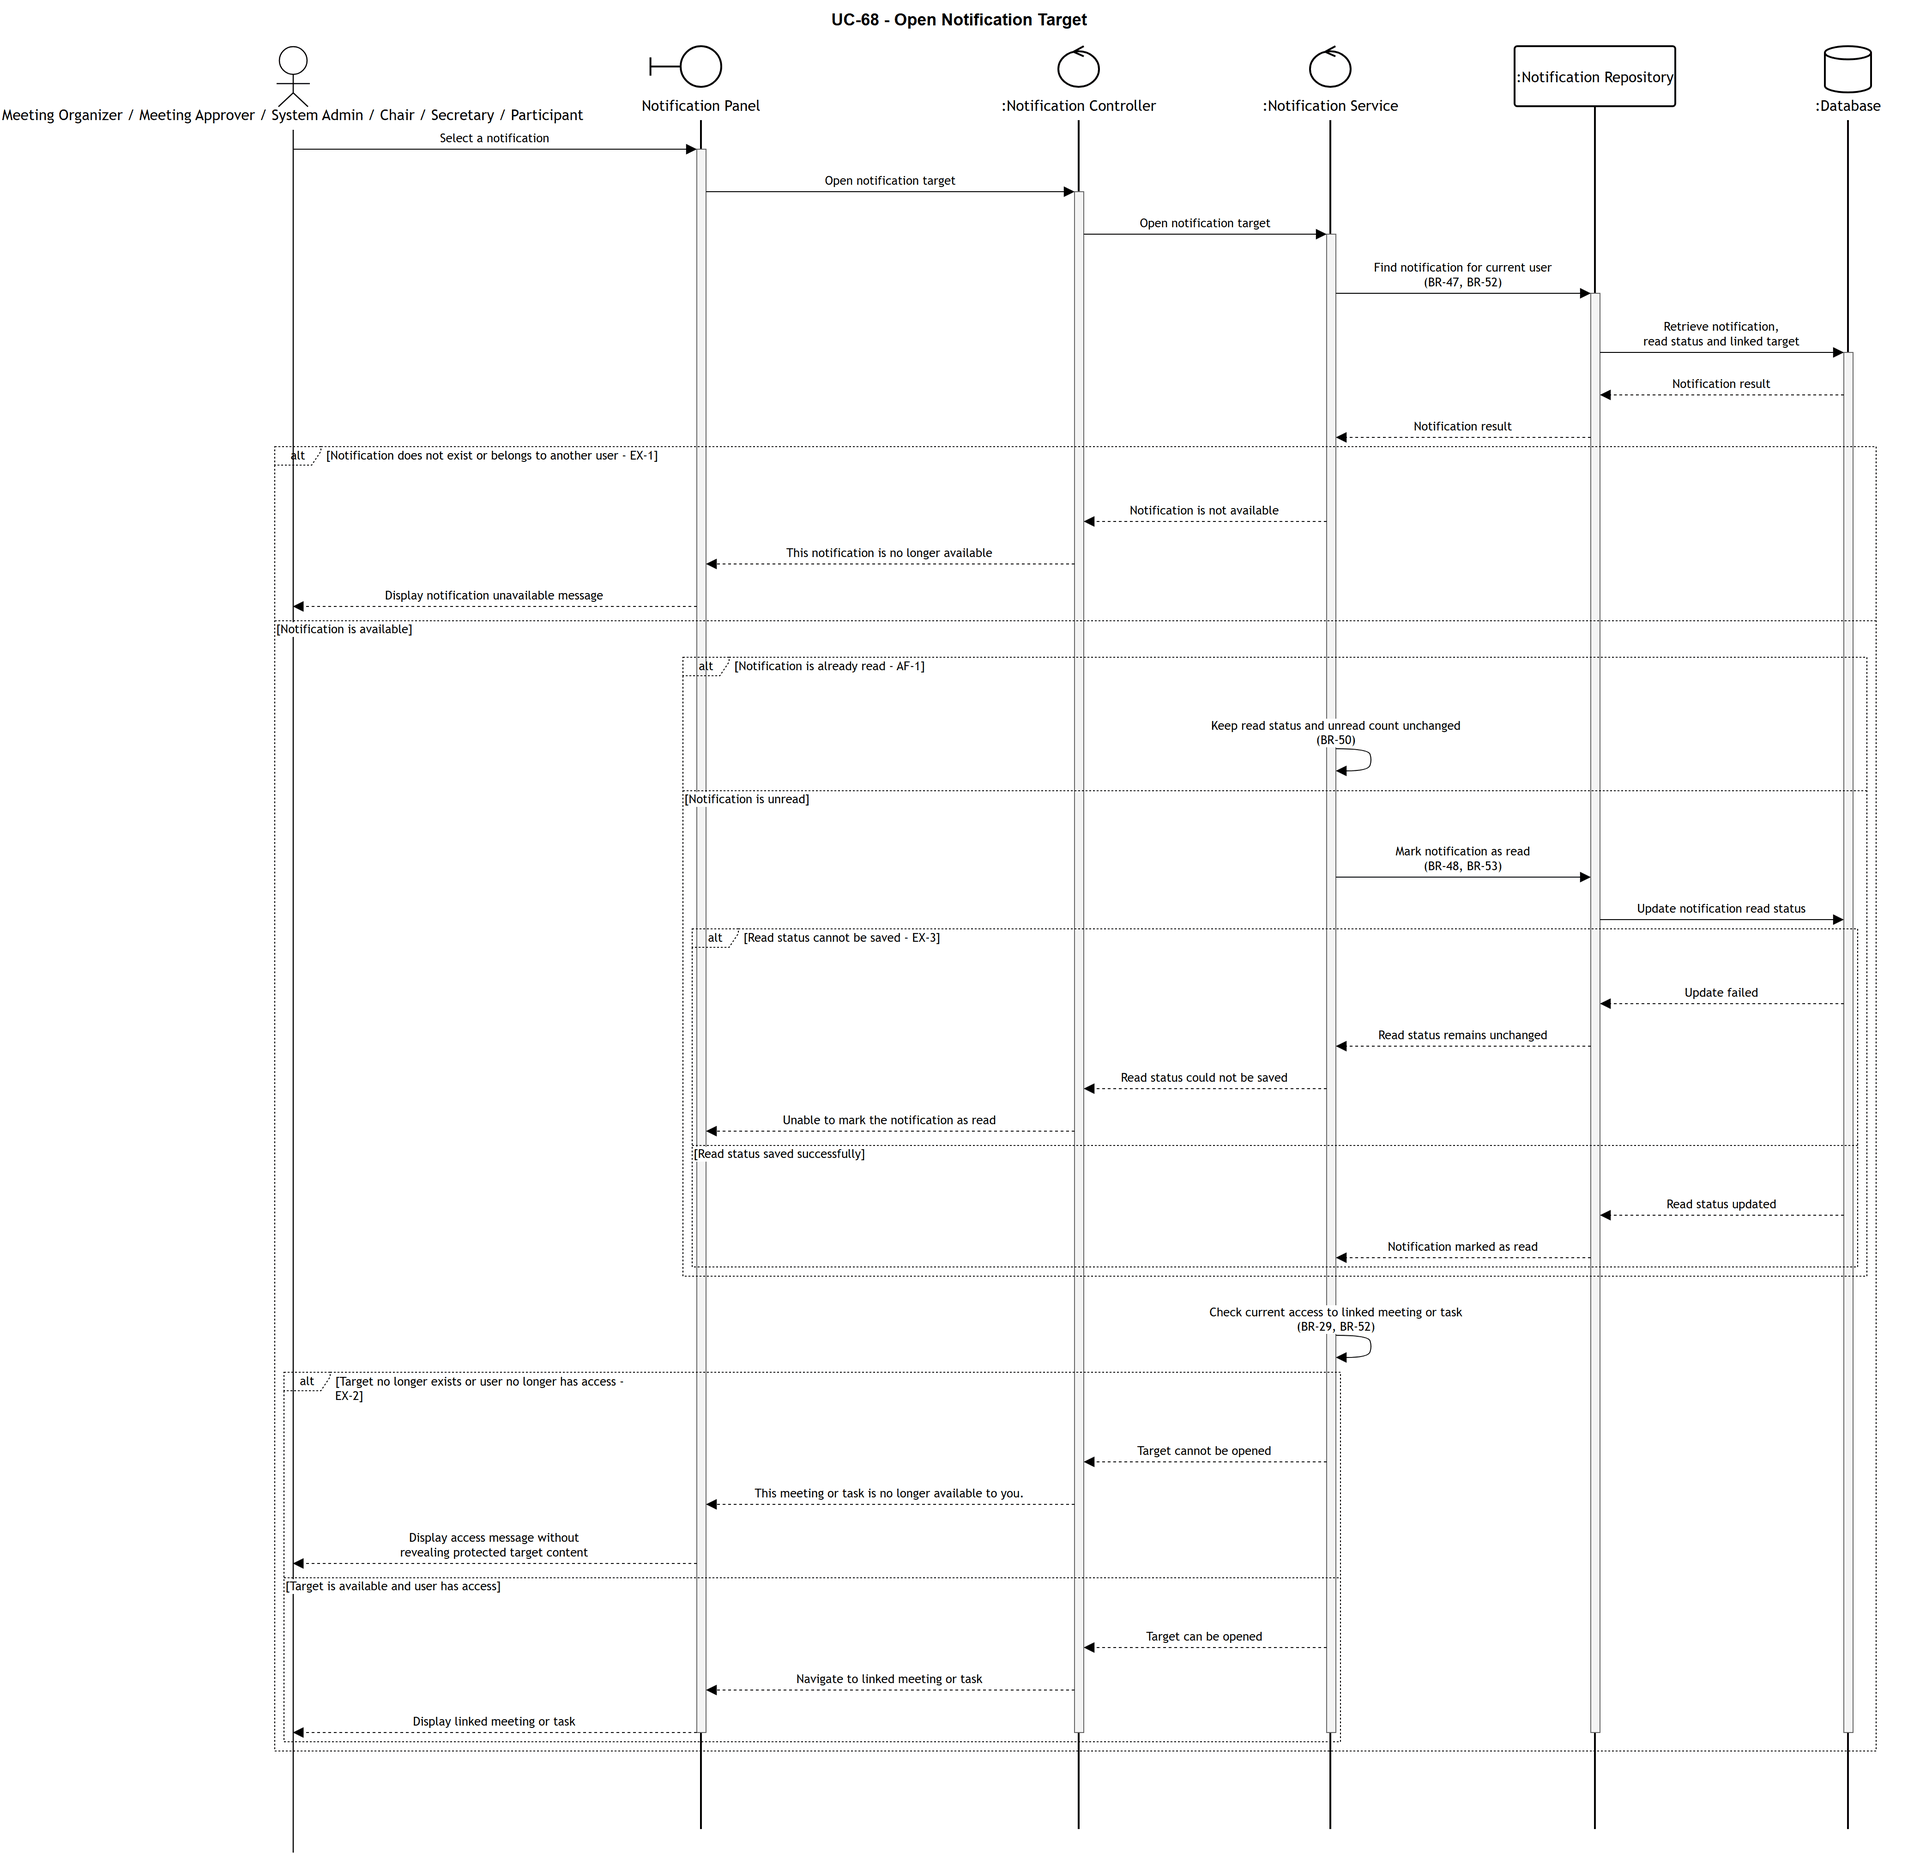 UC-68 - Open Notification Target
Meeting Organizer / Meeting Approver / System Admin / Chair / Secretary / Participant
Notification Panel
:Notification Controller
:Notification Service
:Notification Repository
:Database
Select a notification
Open notification target
Open notification target
Find notification for current user
(BR-47, BR-52)
Retrieve notification,
read status and linked target
Notification result
Notification result
alt
[Notification does not exist or belongs to another user - EX-1]
Notification is not available
This notification is no longer available
Display notification unavailable message
[Notification is available]
alt
[Notification is already read - AF-1]
Keep read status and unread count unchanged
(BR-50)
[Notification is unread]
Mark notification as read
(BR-48, BR-53)
Update notification read status
alt
[Read status cannot be saved - EX-3]
Update failed
Read status remains unchanged
Read status could not be saved
Unable to mark the notification as read
[Read status saved successfully]
Read status updated
Notification marked as read
Check current access to linked meeting or task
(BR-29, BR-52)
alt
[Target no longer exists or user no longer has access -
EX-2]
Target cannot be opened
This meeting or task is no longer available to you.
Display access message without
revealing protected target content
[Target is available and user has access]
Target can be opened
Navigate to linked meeting or task
Display linked meeting or task